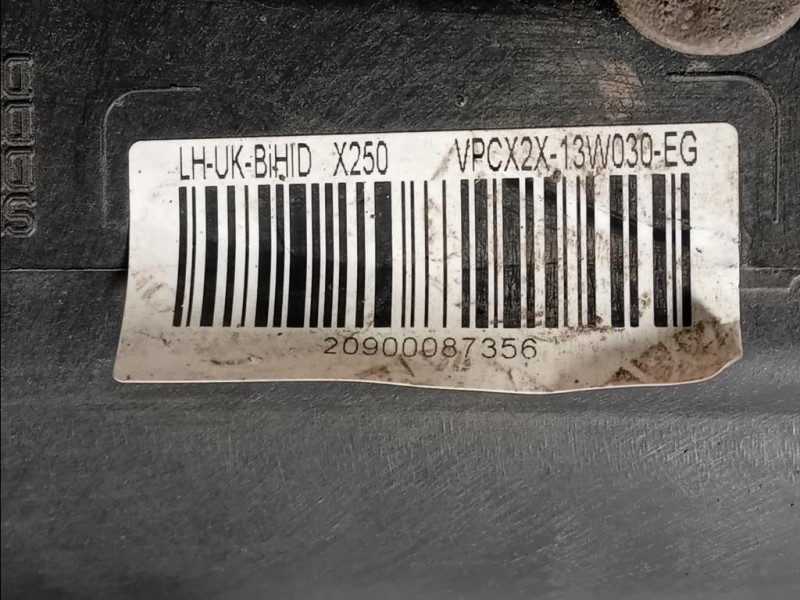 LH-UK-BiHID X250 VPCX2X-13W030-EG
20900087356